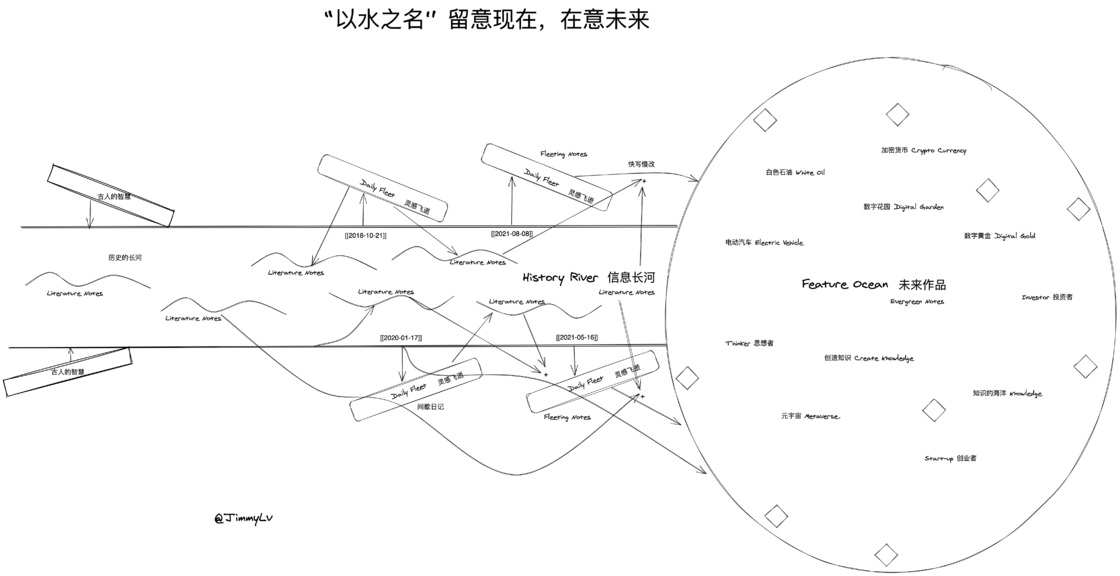 “以水之名”留意现在，在意未来
Fleeting Notes
快写慢改
加密货币 Crypto Currency
白色石油 White Oil
Daily Fleet 灵感飞逝
Daily Fleet 灵感飞逝
古人的智慧
数字花园 Digital Garden
[[2018-10-21]]
[[2021-08-08]]
数字黄金 Digital Gold
电动汽车 Electric Vehicle
历史的长河
Literature Notes
Literature Notes
History River 信息长河
Feature Ocean 未来作品
Literature Notes
Literature Notes
Literature Notes
Literature Notes
Evergreen Notes
Investor 投资者
Literature Notes
[[2020-01-17]]
[[2021-05-16]]
Thinker 思想者
创造知识 Create Knowledge
古人的智慧
Daily Fleet 灵感飞逝
Daily Fleet 灵感飞逝
知识的海洋 Knowledge
间歇日记
Fleeting Notes
元宇宙 Metaverse
Start-up 创业者
@JimmyLv